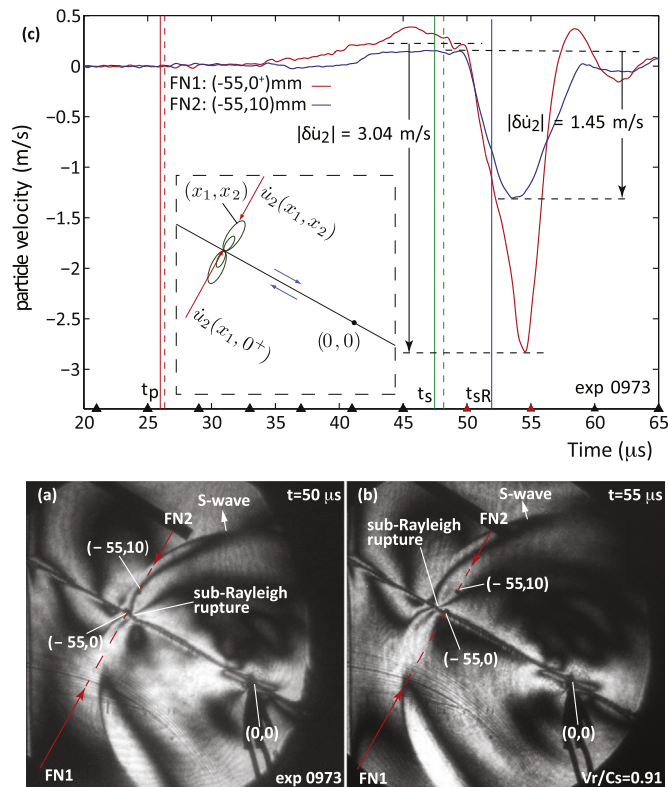 (c)
particle velocity (m/s)
0.5
0
−0.5
−1
−1.5
−2
−2.5
−3
FN1: (-55,0⁺)mm
FN2: (-55,10)mm
|δu̇₂| = 3.04 m/s
|δu̇₂| = 1.45 m/s
(x₁, x₂)
u̇₂(x₁, x₂)
u̇₂(x₁, 0⁺)
(0, 0)
tp
ts
tsR
exp 0973
20 25 30 35 40 45 50 55 60 65
Time (μs)
(a)
S-wave
t=50 μs
FN2
(− 55,10)
sub-Rayleigh
rupture
(− 55,0)
(0,0)
FN1
exp 0973
(b)
S-wave
t=55 μs
FN2
sub-Rayleigh
rupture
(− 55,10)
(− 55,0)
(0,0)
FN1
Vr/Cs=0.91